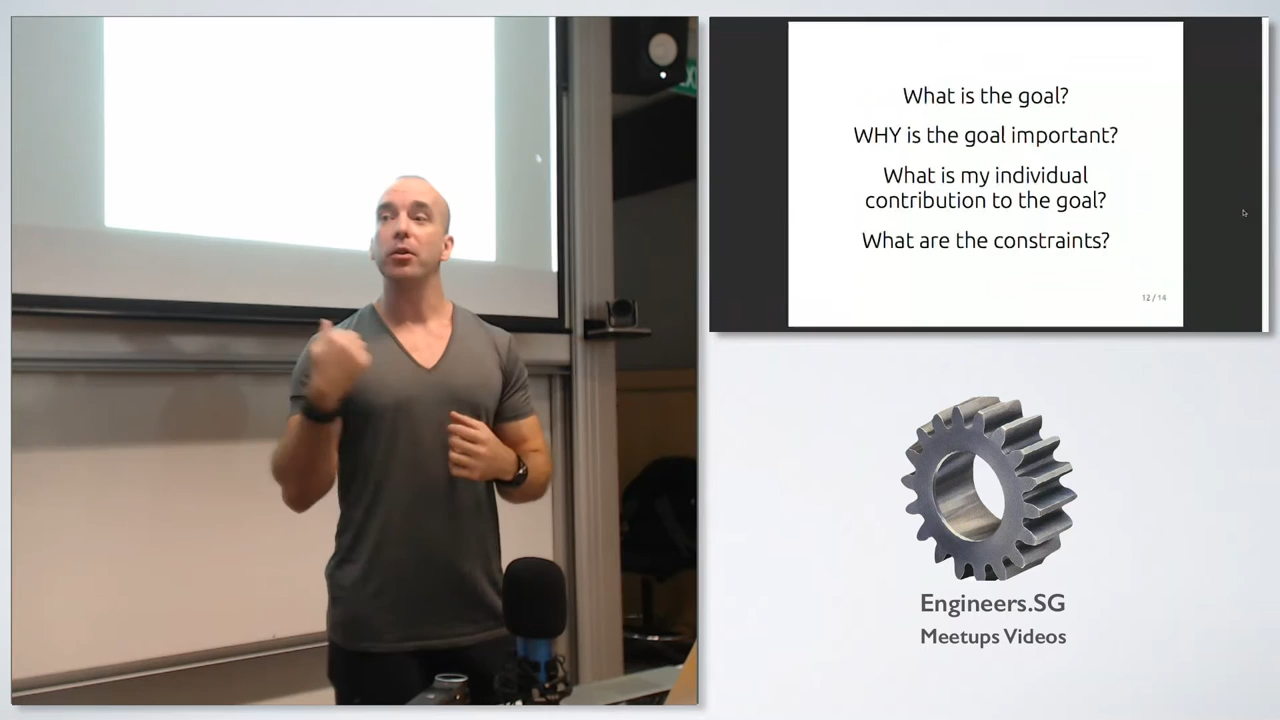 What is the goal?
WHY is the goal important?
What is my individual
contribution to the goal?
What are the constraints?
12 / 14
Engineers.SG
Meetups Videos